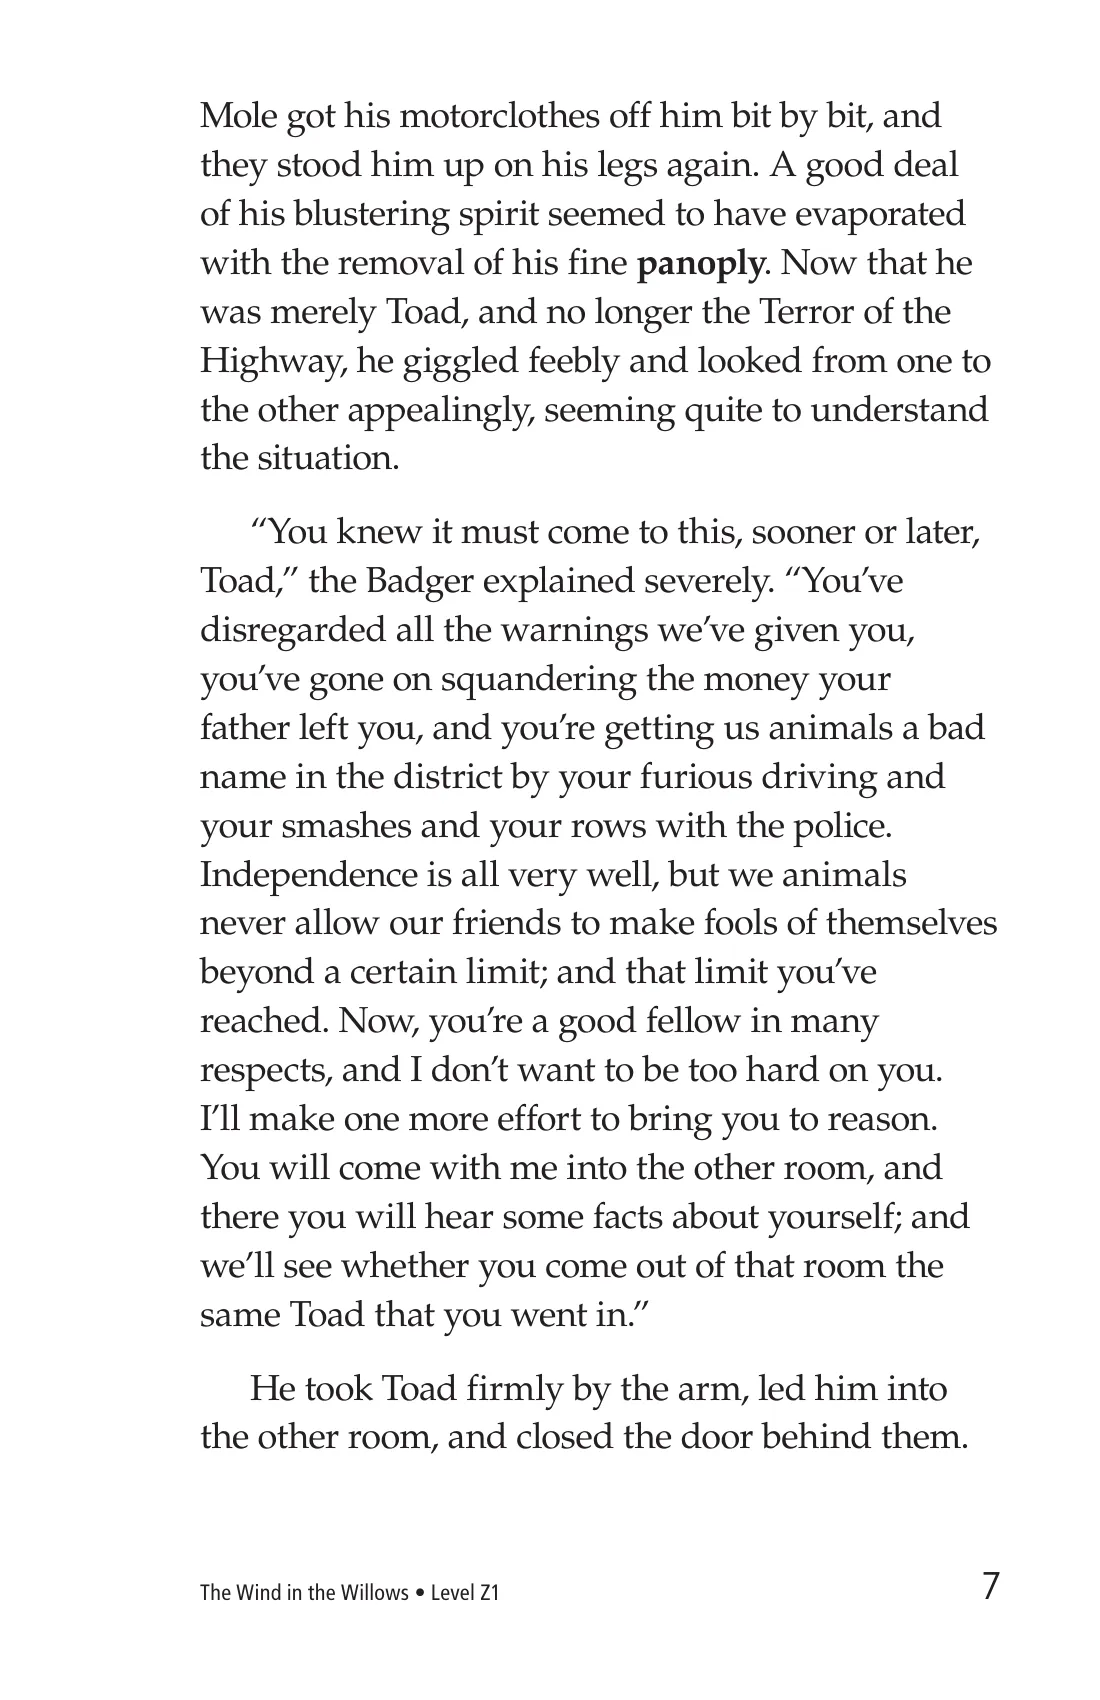 Mole got his motorclothes off him bit by bit, and
they stood him up on his legs again. A good deal
of his blustering spirit seemed to have evaporated
with the removal of his fine panoply. Now that he
was merely Toad, and no longer the Terror of the
Highway, he giggled feebly and looked from one to
the other appealingly, seeming quite to understand
the situation.
“You knew it must come to this, sooner or later,
Toad,” the Badger explained severely. “You’ve
disregarded all the warnings we’ve given you,
you’ve gone on squandering the money your
father left you, and you’re getting us animals a bad
name in the district by your furious driving and
your smashes and your rows with the police.
Independence is all very well, but we animals
never allow our friends to make fools of themselves
beyond a certain limit; and that limit you’ve
reached. Now, you’re a good fellow in many
respects, and I don’t want to be too hard on you.
I’ll make one more effort to bring you to reason.
You will come with me into the other room, and
there you will hear some facts about yourself; and
we’ll see whether you come out of that room the
same Toad that you went in.”
He took Toad firmly by the arm, led him into
the other room, and closed the door behind them.
The Wind in the Willows • Level Z1
7